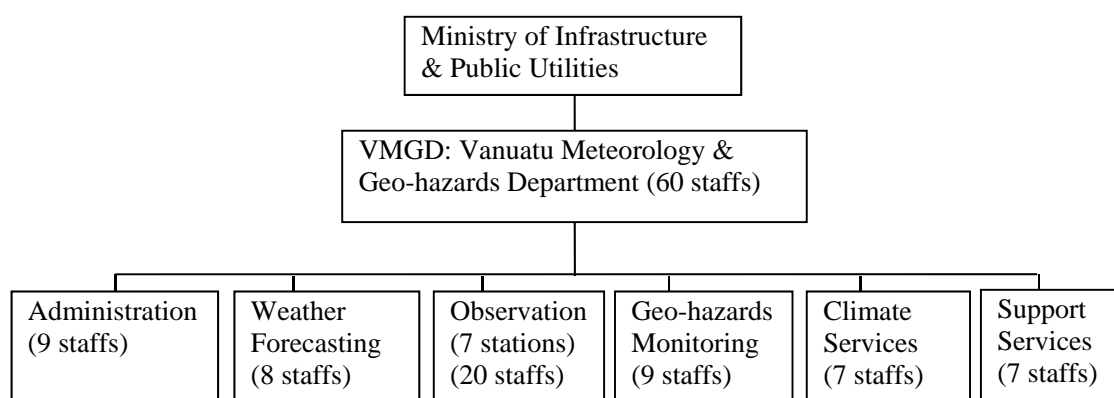 Ministry of Infrastructure
& Public Utilities
VMGD: Vanuatu Meteorology &
Geo-hazards Department (60 staffs)
Administration
(9 staffs)
Weather
Forecasting
(8 staffs)
Observation
(7 stations)
(20 staffs)
Geo-hazards
Monitoring
(9 staffs)
Climate
Services
(7 staffs)
Support
Services
(7 staffs)